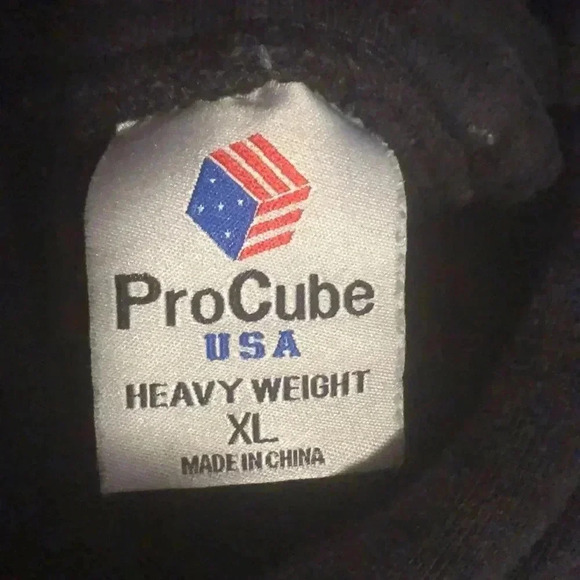 ProCube
USA
HEAVY WEIGHT
XL
MADE IN CHINA